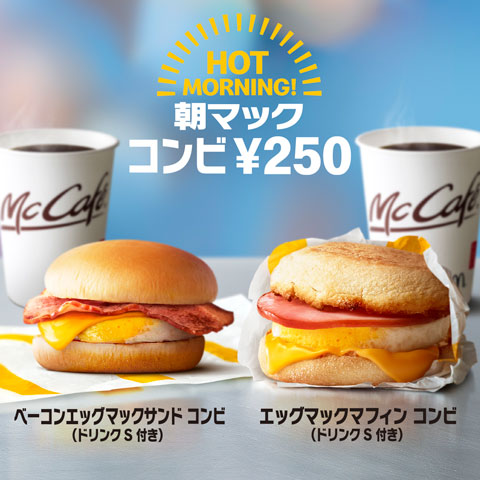 HOT
MORNING!
朝マック
コンビ ¥250
McCafé
McCafé
ベーコンエッグマックサンド コンビ
(ドリンクS付き)
エッグマックマフィン コンビ
(ドリンクS付き)